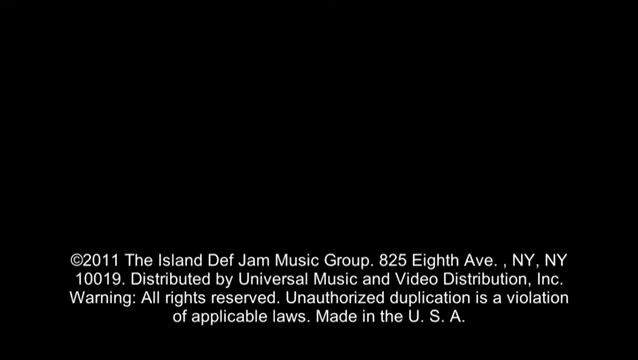 ©2011 The Island Def Jam Music Group. 825 Eighth Ave. , NY, NY
10019. Distributed by Universal Music and Video Distribution, Inc.
Warning: All rights reserved. Unauthorized duplication is a violation
of applicable laws. Made in the U. S. A.